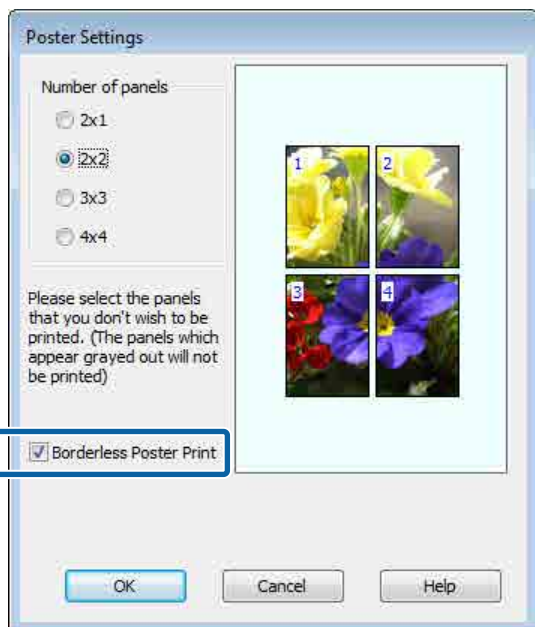 Poster Settings
Number of panels
2x1
2x2
3x3
4x4
Please select the panels
that you don't wish to be
printed. (The panels which
appear grayed out will not
be printed)
Borderless Poster Print
1
2
3
4
OK
Cancel
Help